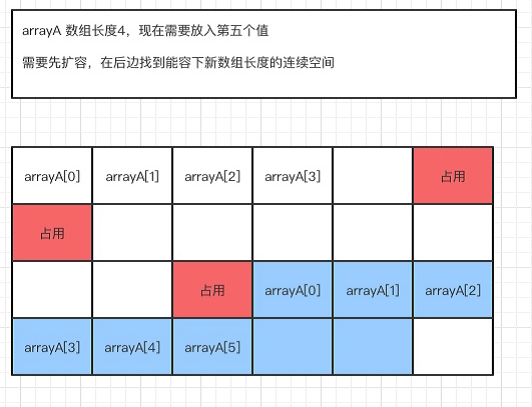 arrayA 数组长度4，现在需要放入第五个值
需要先扩容，在后边找到能容下新数组长度的连续空间
arrayA[0] arrayA[1] arrayA[2] arrayA[3] 占用
占用
占用 arrayA[0] arrayA[1] arrayA[2]
arrayA[3] arrayA[4] arrayA[5]